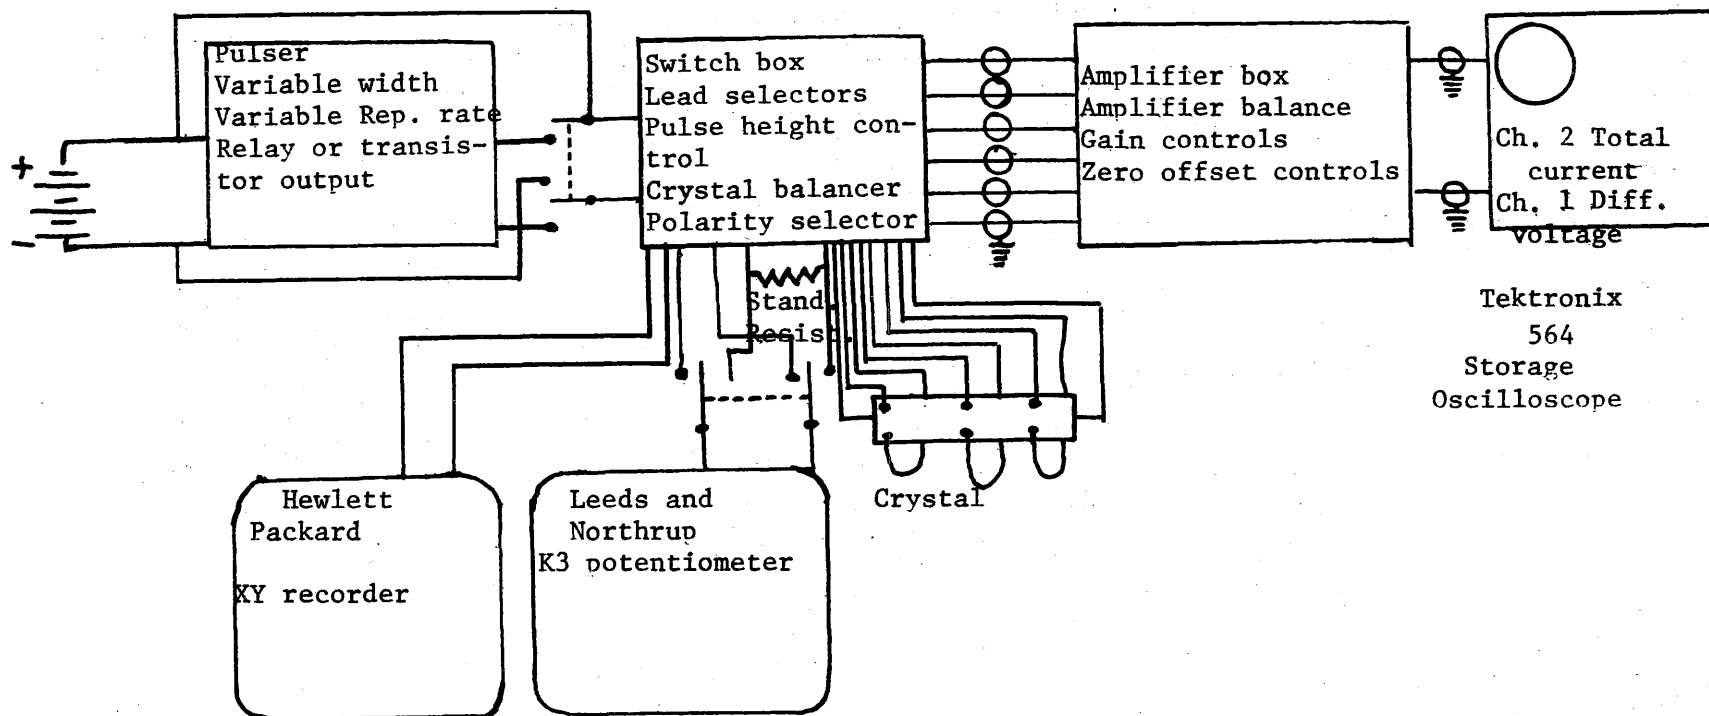 Pulser
Variable width
Variable Rep. rate
Relay or transis-
tor output
+
-
Switch box
Lead selectors
Pulse height con-
trol
Crystal balancer
Polarity selector
Amplifier box
Amplifier balance
Gain controls
Zero offset controls
Ch. 2 Total
current
Ch. 1 Diff.
voltage
Tektronix
564
Storage
Oscilloscope
Stand.
Resist.
Crystal
Hewlett
Packard
XY recorder
Leeds and
Northrup
K3 potentiometer